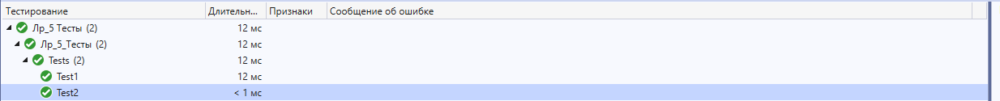 Тестирование Длительн... Признаки Сообщение об ошибке
Лр_5 Тесты (2) 12 мс
Лр_5_Тесты (2) 12 мс
Tests (2) 12 мс
Test1 12 мс
Test2 < 1 мс